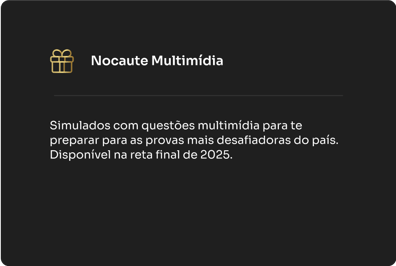 Nocaute Multimídia
Simulados com questões multimídia para te
preparar para as provas mais desafiadoras do país.
Disponível na reta final de 2025.